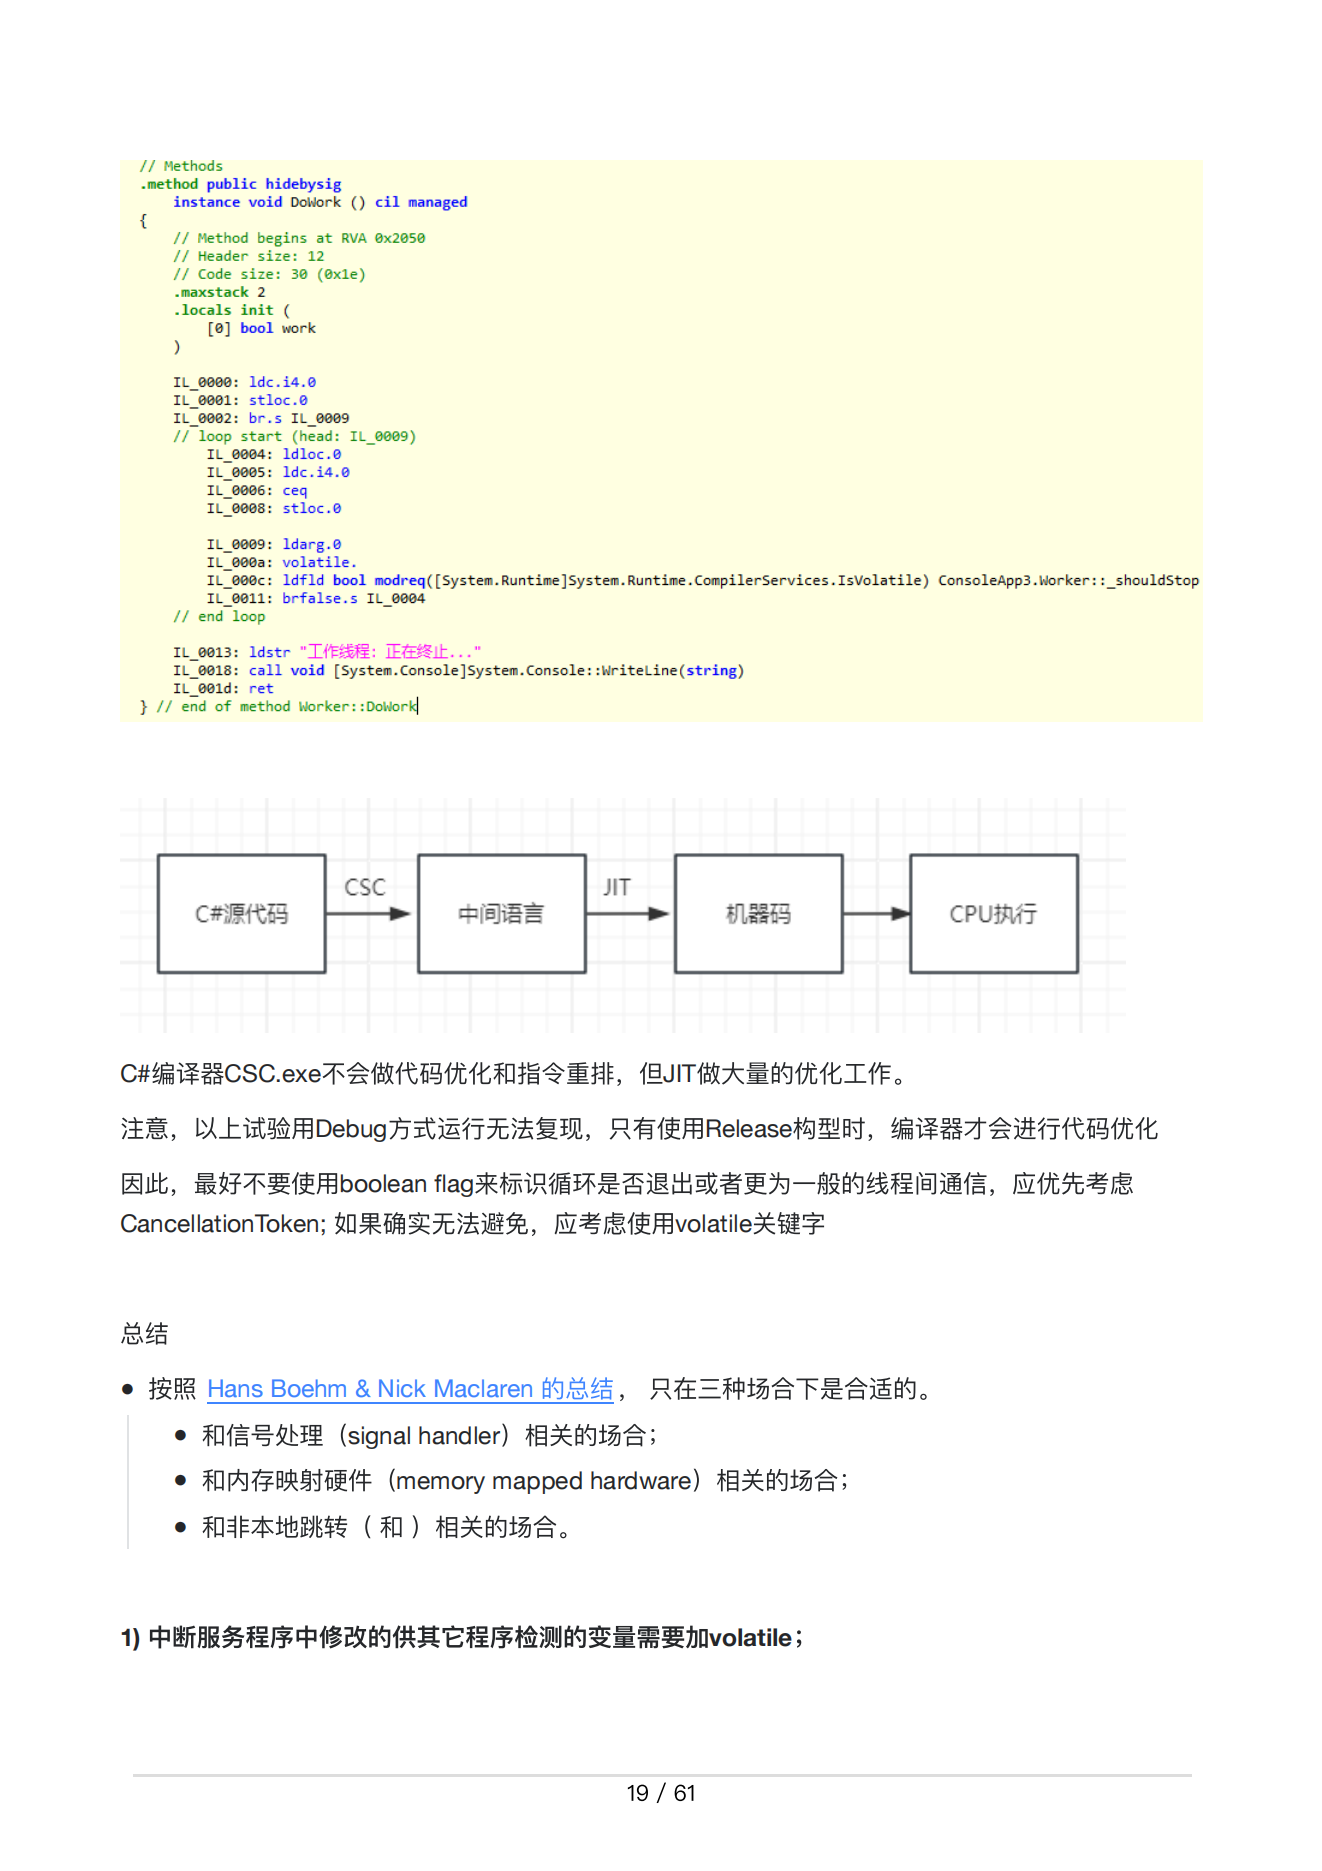 // Methods
.method public hidebysig
instance void DoWork () cil managed
{
// Method begins at RVA 0x2050
// Header size: 12
// Code size: 30 (0x1e)
.maxstack 2
.locals init (
[0] bool work
)
IL_0000: ldc.i4.0
IL_0001: stloc.0
IL_0002: br.s IL_0009
// loop start (head: IL_0009)
IL_0004: ldloc.0
IL_0005: ldc.i4.0
IL_0006: ceq
IL_0008: stloc.0
IL_0009: ldarg.0
IL_000a: volatile.
IL_000c: ldfld bool modreq([System.Runtime]System.Runtime.CompilerServices.IsVolatile) ConsoleApp3.Worker::_shouldStop
IL_0011: brfalse.s IL_0004
// end loop
IL_0013: ldstr "工作线程: 正在终止..."
IL_0018: call void [System.Console]System.Console::WriteLine(string)
IL_001d: ret
} // end of method Worker::DoWork
C#源代码 CSC 中间语言 JIT 机器码 CPU执行
C#编译器CSC.exe不会做代码优化和指令重排，但JIT做大量的优化工作。
注意，以上试验用Debug方式运行无法复现，只有使用Release构型时，编译器才会进行代码优化
因此，最好不要使用boolean flag来标识循环是否退出或者更为一般的线程间通信，应优先考虑
CancellationToken; 如果确实无法避免，应考虑使用volatile关键字
总结
● 按照 Hans Boehm & Nick Maclaren 的总结， 只在三种场合下是合适的。
● 和信号处理（signal handler）相关的场合；
● 和内存映射硬件（memory mapped hardware）相关的场合；
● 和非本地跳转（ 和 ）相关的场合。
1) 中断服务程序中修改的供其它程序检测的变量需要加volatile；
19 / 61